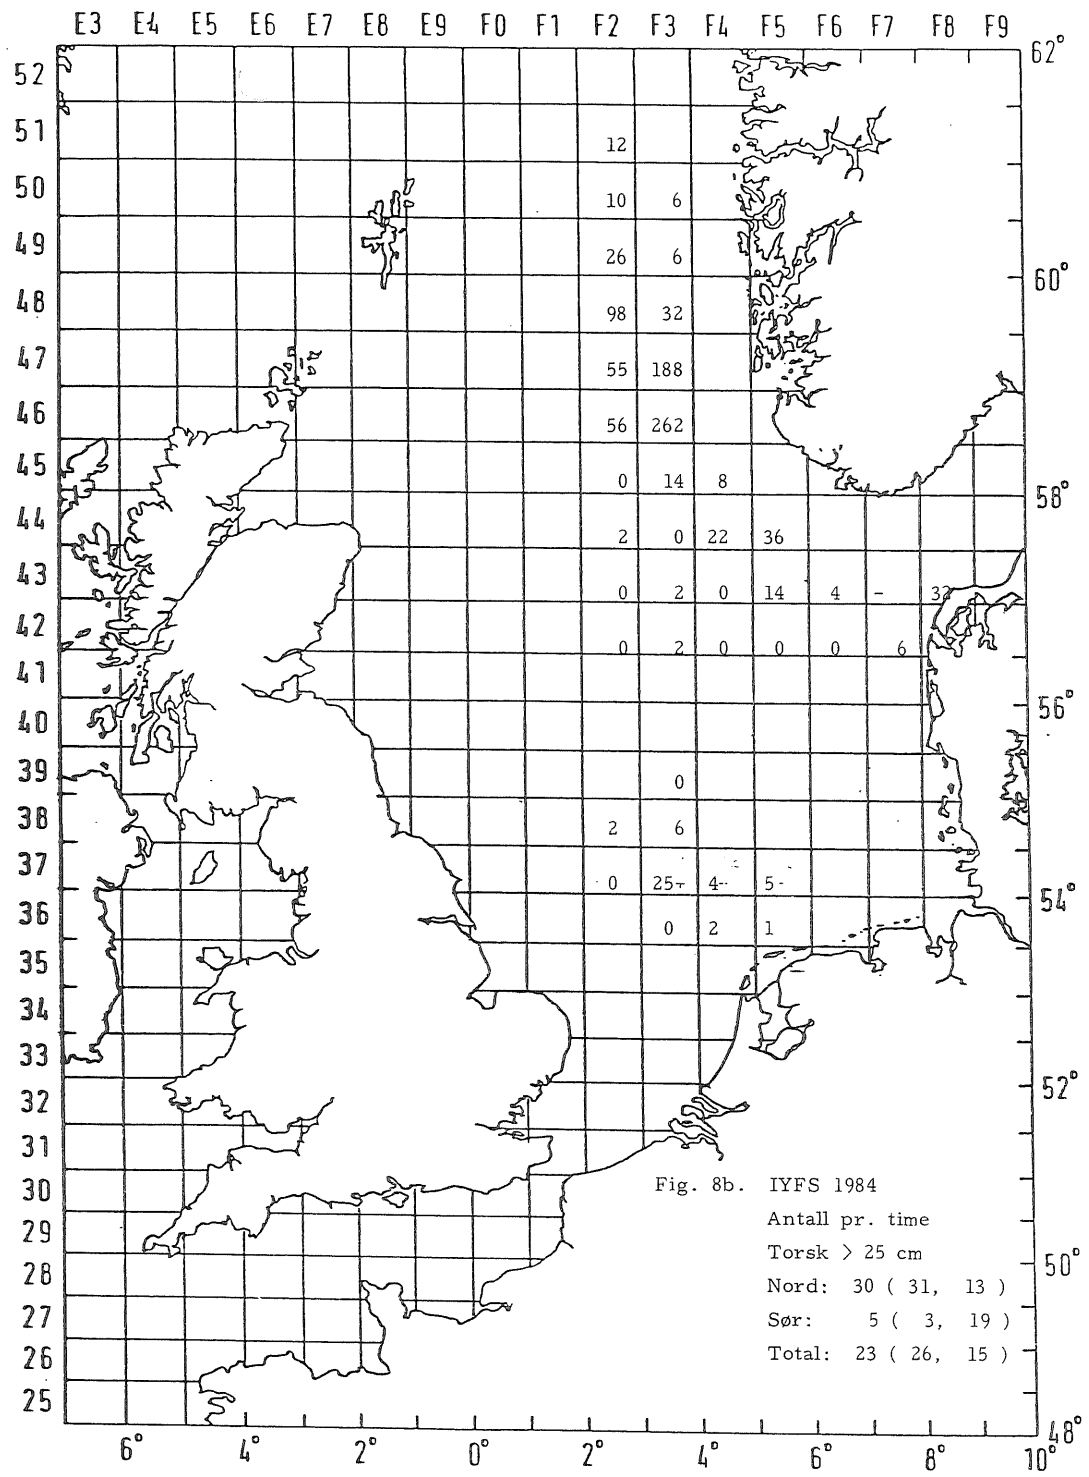 E3 E4 E5 E6 E7 E8 E9 F0 F1 F2 F3 F4 F5 F6 F7 F8 F9
62°
52
51 12
50 10 6
49 26 6
60°
48 98 32
47 55 188
46 56 262
45 0 14 8
58°
44 2 0 22 36
43 0 2 0 14 4 - 32
42 0 2 0 0 0 6
41
56°
40
39 0
38 2 6
37 0 25 4 5
54°
36 0 2 1
35
34
33
52°
32
31
30
29
28
50°
27
26
25
48°
6° 4° 2° 0° 2° 4° 6° 8° 10°
Fig. 8b. IYFS 1984
Antall pr. time
Torsk > 25 cm
Nord: 30 ( 31, 13 )
Sør: 5 ( 3, 19 )
Total: 23 ( 26, 15 )